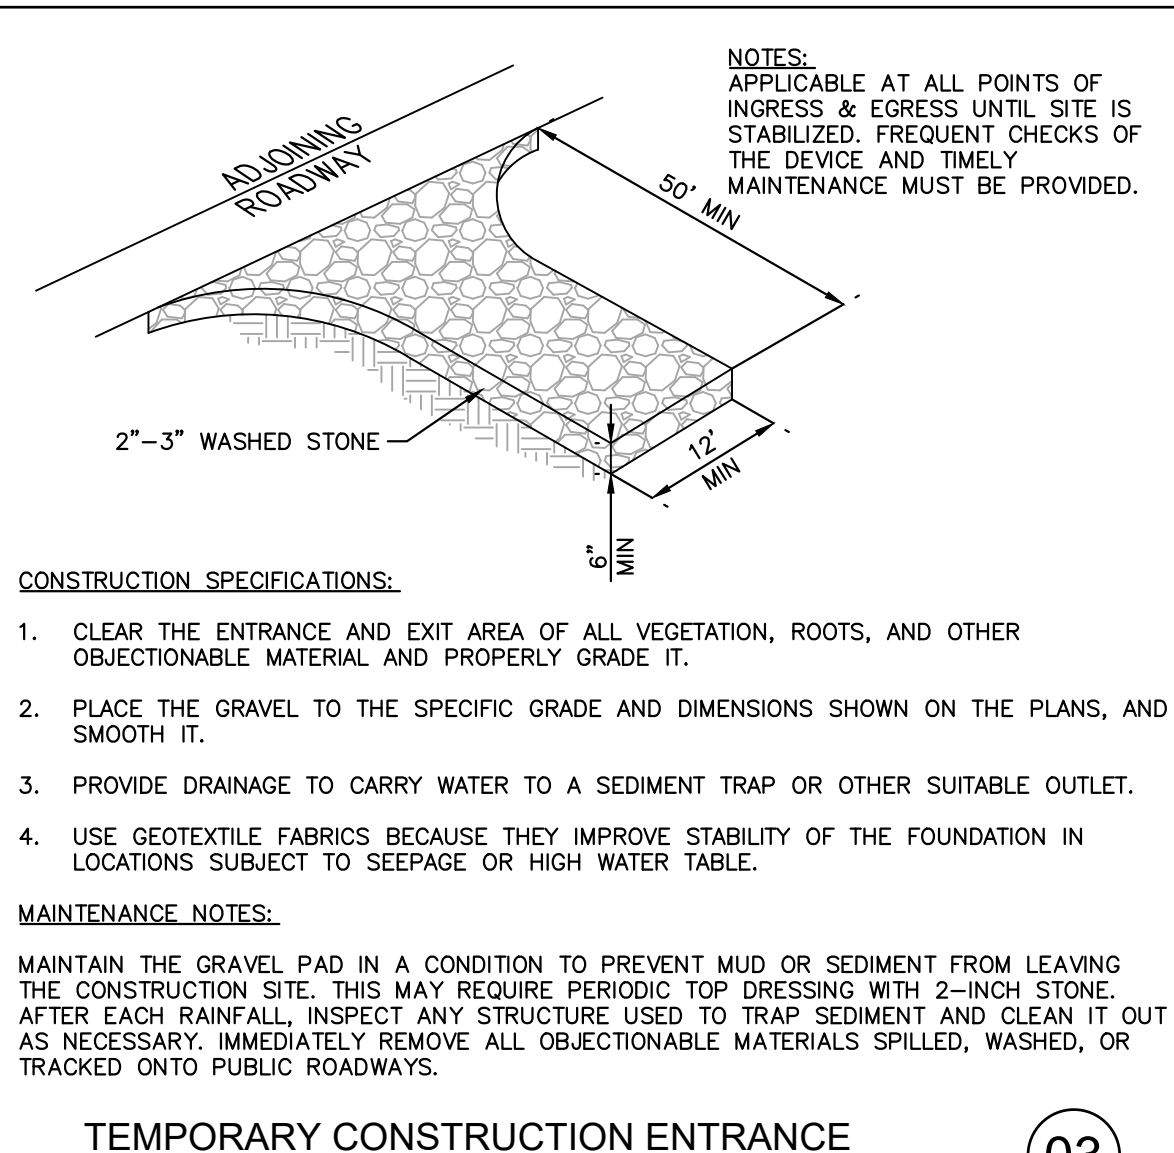 NOTES:
APPLICABLE AT ALL POINTS OF
INGRESS & EGRESS UNTIL SITE IS
STABILIZED. FREQUENT CHECKS OF
THE DEVICE AND TIMELY
MAINTENANCE MUST BE PROVIDED.
ADJOINING
ROADWAY
50' MIN
2"-3" WASHED STONE
12'
MIN
6"
MIN
CONSTRUCTION SPECIFICATIONS:
1. CLEAR THE ENTRANCE AND EXIT AREA OF ALL VEGETATION, ROOTS, AND OTHER
OBJECTIONABLE MATERIAL AND PROPERLY GRADE IT.
2. PLACE THE GRAVEL TO THE SPECIFIC GRADE AND DIMENSIONS SHOWN ON THE PLANS, AND
SMOOTH IT.
3. PROVIDE DRAINAGE TO CARRY WATER TO A SEDIMENT TRAP OR OTHER SUITABLE OUTLET.
4. USE GEOTEXTILE FABRICS BECAUSE THEY IMPROVE STABILITY OF THE FOUNDATION IN
LOCATIONS SUBJECT TO SEEPAGE OR HIGH WATER TABLE.
MAINTENANCE NOTES:
MAINTAIN THE GRAVEL PAD IN A CONDITION TO PREVENT MUD OR SEDIMENT FROM LEAVING
THE CONSTRUCTION SITE. THIS MAY REQUIRE PERIODIC TOP DRESSING WITH 2-INCH STONE.
AFTER EACH RAINFALL, INSPECT ANY STRUCTURE USED TO TRAP SEDIMENT AND CLEAN IT OUT
AS NECESSARY. IMMEDIATELY REMOVE ALL OBJECTIONABLE MATERIALS SPILLED, WASHED, OR
TRACKED ONTO PUBLIC ROADWAYS.
TEMPORARY CONSTRUCTION ENTRANCE